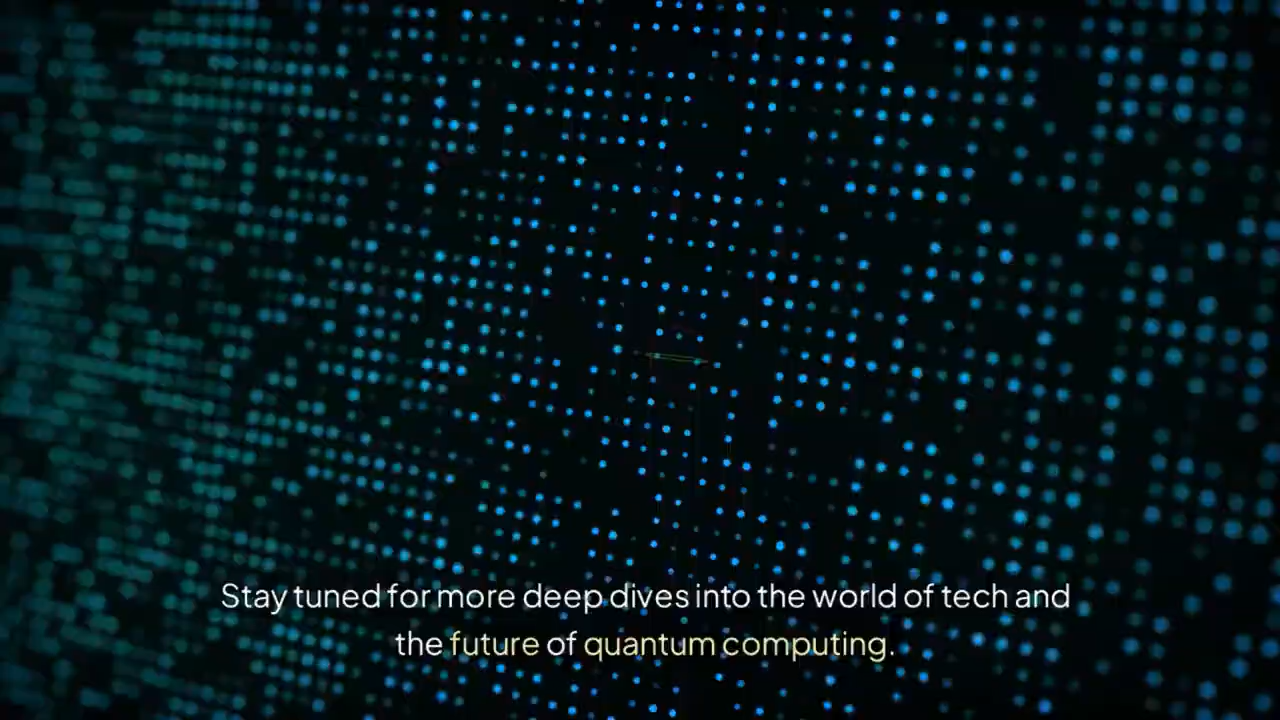 Stay tuned for more deep dives into the world of tech and
the future of quantum computing.